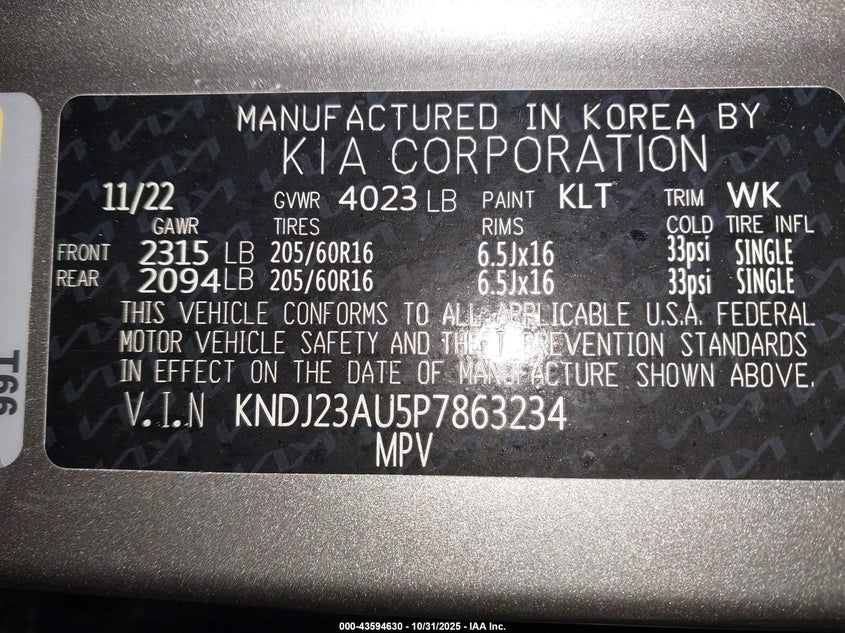 MANUFACTURED IN KOREA BY
KIA CORPORATION
11/22 GVWR 4023 LB PAINT KLT TRIM WK
GAWR TIRES RIMS COLD TIRE INFL
FRONT 2315 LB 205/60R16 6.5Jx16 33psi SINGLE
REAR 2094 LB 205/60R16 6.5Jx16 33psi SINGLE
THIS VEHICLE CONFORMS TO ALL APPLICABLE U.S.A. FEDERAL
MOTOR VEHICLE SAFETY AND THEFT PREVENTION STANDARDS
IN EFFECT ON THE DATE OF MANUFACTURE SHOWN ABOVE.
V.I.N KNDJ23AU5P7863234
MPV
000-43594630 - 10/31/2025 - IAA Inc.